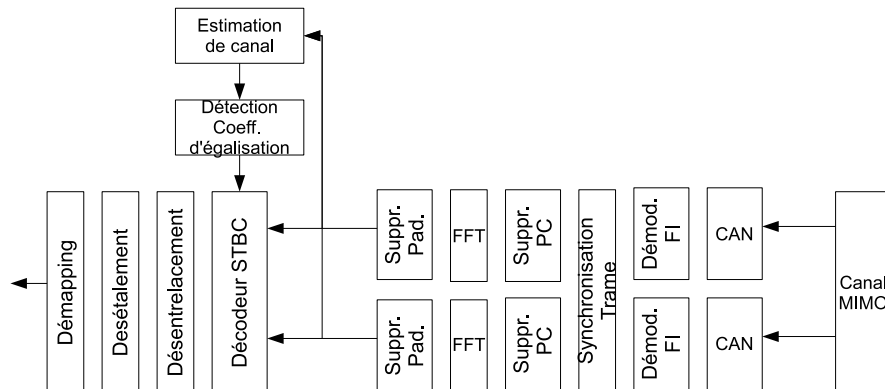 Estimation
de canal
Détection
Coeff.
d'égalisation
Démapping
Desétalement
Désentrelacement
Décodeur STBC
Suppr.
Pad.
FFT
Suppr.
PC
Synchronisation
Trame
Démod.
FI
CAN
Canal
MIMO
Suppr.
Pad.
FFT
Suppr.
PC
Démod.
FI
CAN